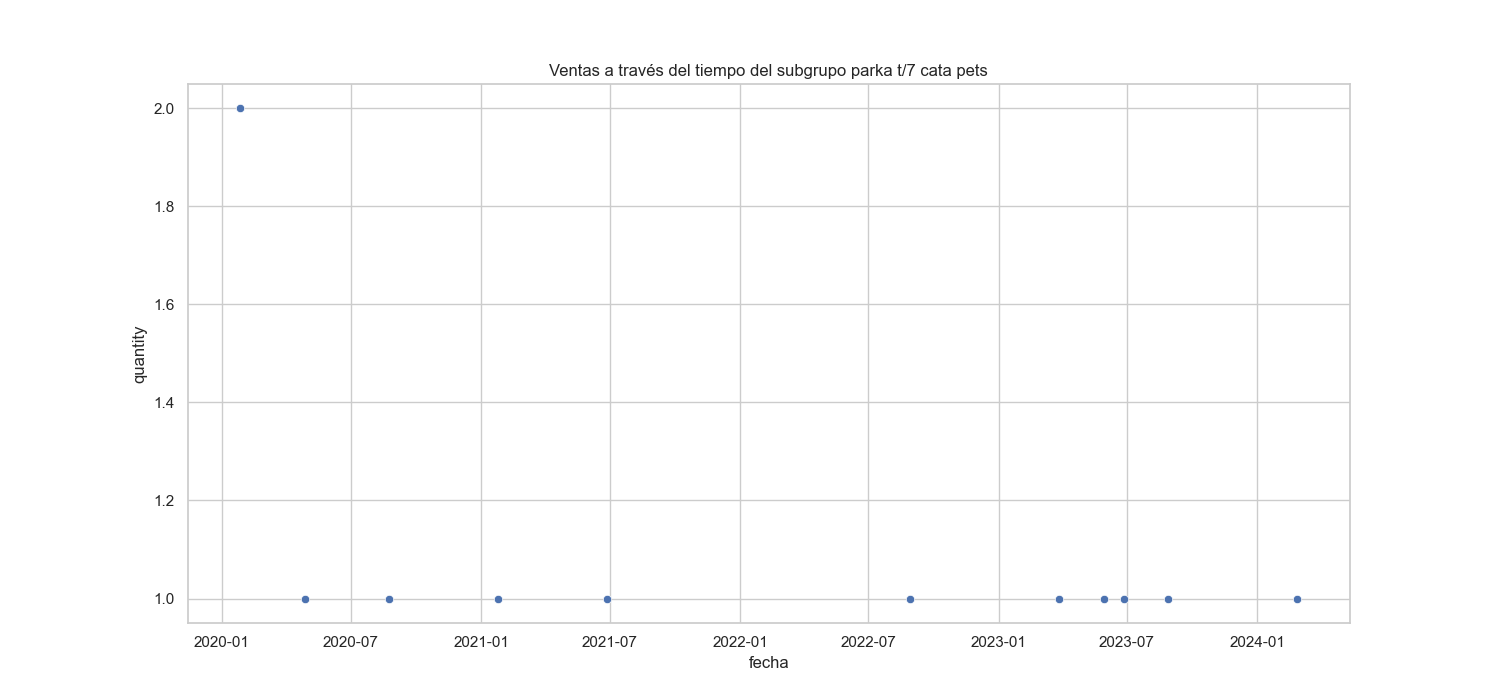 Ventas a través del tiempo del subgrupo parka t/7 cata pets
2.0
1.8
1.6
1.4
1.2
1.0
quantity
2020-01 2020-07 2021-01 2021-07 2022-01 2022-07 2023-01 2023-07 2024-01
fecha